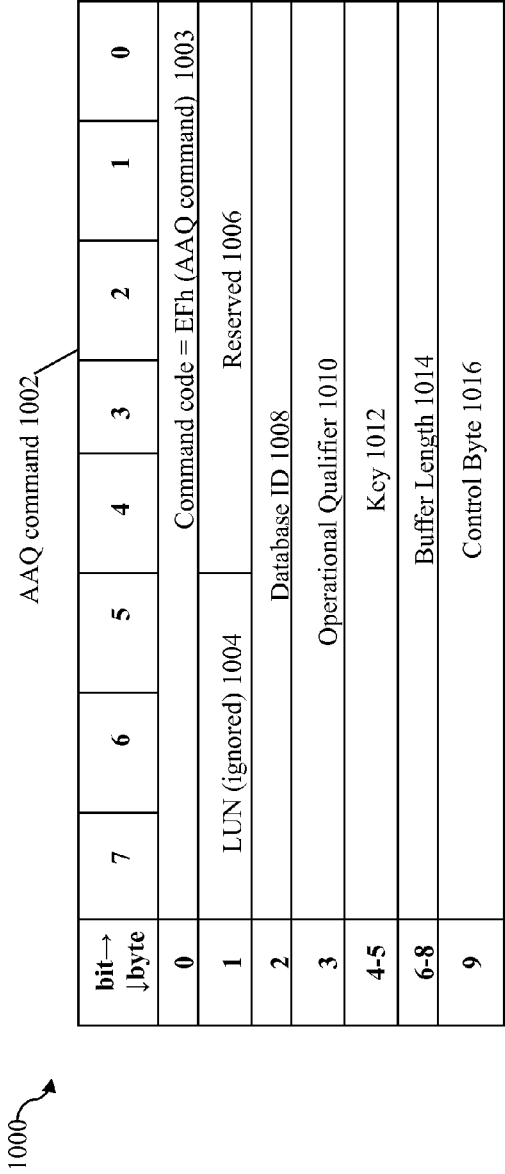 1000
AAQ command 1002
bit→ 7 6 5 4 3 2 1 0
↓byte
0 Command code = EFh (AAQ command) 1003
1 LUN (ignored) 1004 Reserved 1006
2 Database ID 1008
3 Operational Qualifier 1010
4-5 Key 1012
6-8 Buffer Length 1014
9 Control Byte 1016